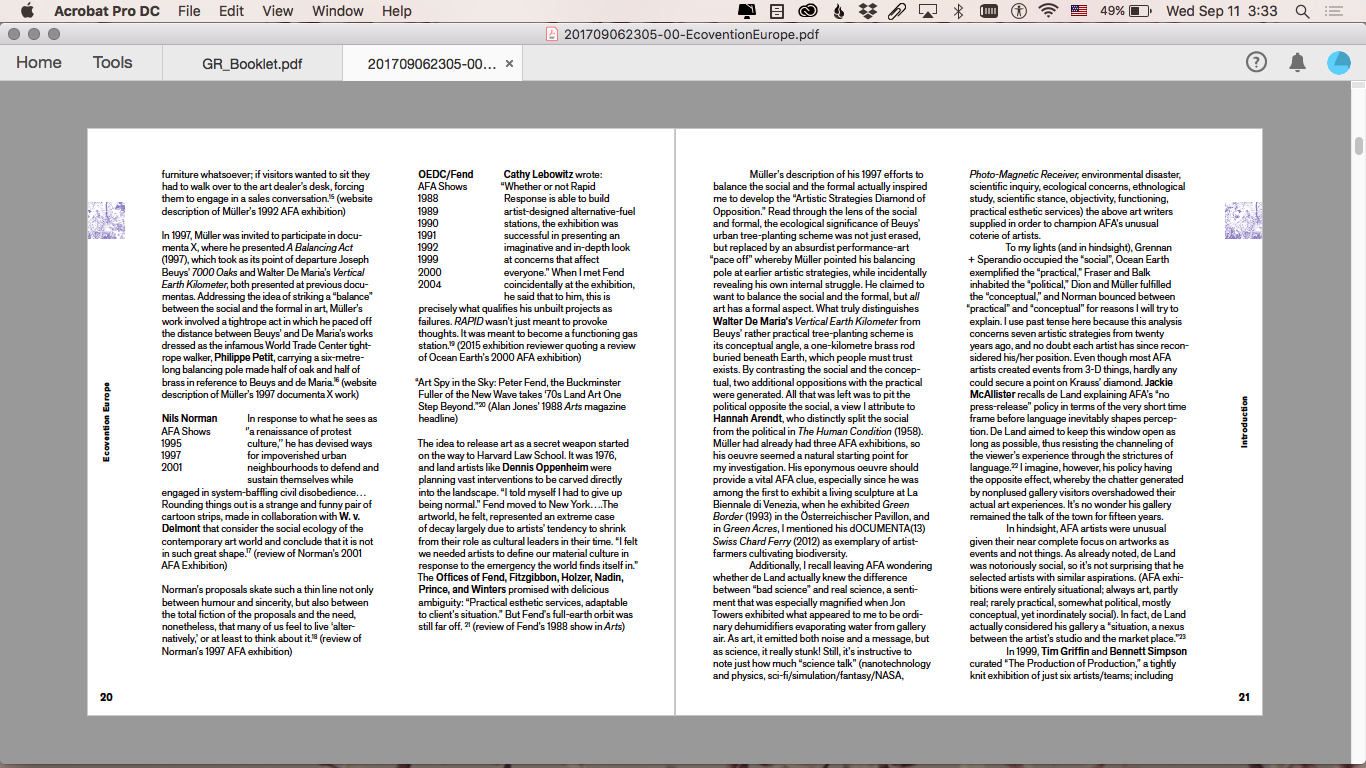 Acrobat Pro DC File Edit View Window Help 49% Wed Sep 11 3:33
201709062305-00-EcoventionEurope.pdf
Home Tools GR_Booklet.pdf 201709062305-00... ×
furniture whatsoever; if visitors wanted to sit they
had to walk over to the art dealer's desk, forcing
them to engage in a sales conversation.15 (website
description of Müller's 1992 AFA exhibition)
In 1997, Müller was invited to participate in docu-
menta X, where he presented A Balancing Act
(1997), which took as its point of departure Joseph
Beuys' 7000 Oaks and Walter De Maria's Vertical
Earth Kilometer, both presented at previous docu-
mentas. Addressing the idea of striking a “balance”
between the social and the formal in art, Müller's
work involved a tightrope act in which he paced off
the distance between Beuys' and De Maria's works
dressed as the infamous World Trade Center tight-
rope walker, Philippe Petit, carrying a six-metre-
long balancing pole made half of oak and half of
brass in reference to Beuys and de Maria.16 (website
description of Müller's 1997 documenta X work)
Nils Norman
AFA Shows
1995
1997
2001
In response to what he sees as
“a renaissance of protest
culture,” he has devised ways
for impoverished urban
neighbourhoods to defend and
sustain themselves while
engaged in system-baffling civil disobedience…
Rounding things out is a strange and funny pair of
cartoon strips, made in collaboration with W. v.
Delmont that consider the social ecology of the
contemporary art world and conclude that it is not
in such great shape.17 (review of Norman's 2001
AFA Exhibition)
Norman's proposals skate such a thin line not only
between humour and sincerity, but also between
the total fiction of the proposals and the need,
nonetheless, that many of us feel to live ‘alter-
natively,’ or at least to think about it.18 (review of
Norman's 1997 AFA exhibition)
Ecovention Europe
20
OEDC/Fend
AFA Shows
1988
1989
1990
1991
1992
1999
2000
2004
Cathy Lebowitz wrote:
“Whether or not Rapid
Response is able to build
artist-designed alternative-fuel
stations, the exhibition was
successful in presenting an
imaginative and in-depth look
at concerns that affect
everyone.” When I met Fend
coincidentally at the exhibition,
he said that to him, this is
precisely what qualifies his unbuilt projects as
failures. RAPID wasn't just meant to provoke
thoughts. It was meant to become a functioning gas
station.19 (2015 exhibition reviewer quoting a review
of Ocean Earth's 2000 AFA exhibition)
“Art Spy in the Sky: Peter Fend, the Buckminster
Fuller of the New Wave takes '70s Land Art One
Step Beyond.”20 (Alan Jones' 1988 Arts magazine
headline)
The idea to release art as a secret weapon started
on the way to Harvard Law School. It was 1976,
and land artists like Dennis Oppenheim were
planning vast interventions to be carved directly
into the landscape. “I told myself I had to give up
being normal.” Fend moved to New York….The
artworld, he felt, represented an extreme case
of decay largely due to artists' tendency to shrink
from their role as cultural leaders in their time. “I felt
we needed artists to define our material culture in
response to the emergency the world finds itself in.”
The Offices of Fend, Fitzgibbon, Holzer, Nadin,
Prince, and Winters promised with delicious
ambiguity: “Practical esthetic services, adaptable
to client's situation.” But Fend's full-earth orbit was
still far off. 21 (review of Fend's 1988 show in Arts)
Müller's description of his 1997 efforts to
balance the social and the formal actually inspired
me to develop the “Artistic Strategies Diamond of
Opposition.” Read through the lens of the social
and formal, the ecological significance of Beuys'
urban tree-planting scheme was not just erased,
but replaced by an absurdist performance-art
“pace off” whereby Müller pointed his balancing
pole at earlier artistic strategies, while incidentally
revealing his own internal struggle. He claimed to
want to balance the social and the formal, but all
art has a formal aspect. What truly distinguishes
Walter De Maria's Vertical Earth Kilometer from
Beuys' rather practical tree-planting scheme is
its conceptual angle, a one-kilometre brass rod
buried beneath Earth, which people must trust
exists. By contrasting the social and the concep-
tual, two additional oppositions with the practical
were generated. All that was left was to pit the
political opposite the social, a view I attribute to
Hannah Arendt, who distinctly split the social
from the political in The Human Condition (1958).
Müller had already had three AFA exhibitions, so
his oeuvre seemed a natural starting point for
my investigation. His eponymous oeuvre should
provide a vital AFA clue, especially since he was
among the first to exhibit a living sculpture at La
Biennale di Venezia, when he exhibited Green
Border (1993) in the Österreichischer Pavillon, and
in Green Acres, I mentioned his dOCUMENTA(13)
Swiss Chard Ferry (2012) as exemplary of artist-
farmers cultivating biodiversity.
Additionally, I recall leaving AFA wondering
whether de Land actually knew the difference
between “bad science” and real science, a senti-
ment that was especially magnified when Jon
Towers exhibited what appeared to me to be ordi-
nary dehumidifiers evaporating water from gallery
air. As art, it emitted both noise and a message, but
as science, it really stunk! Still, it's instructive to
note just how much “science talk” (nanotechnology
and physics, sci-fi/simulation/fantasy/NASA,
Photo-Magnetic Receiver, environmental disaster,
scientific inquiry, ecological concerns, ethnological
study, scientific stance, objectivity, functioning,
practical esthetic services) the above art writers
supplied in order to champion AFA's unusual
coterie of artists.
To my lights (and in hindsight), Grennan
+ Sperandio occupied the “social”, Ocean Earth
exemplified the “practical,” Fraser and Balk
inhabited the “political,” Dion and Müller fulfilled
the “conceptual,” and Norman bounced between
“practical” and “conceptual” for reasons I will try to
explain. I use past tense here because this analysis
concerns seven artistic strategies from twenty
years ago, and no doubt each artist has since recon-
sidered his/her position. Even though most AFA
artists created events from 3-D things, hardly any
could secure a point on Krauss' diamond. Jackie
McAllister recalls de Land explaining AFA's “no
press-release” policy in terms of the very short time
frame before language inevitably shapes percep-
tion. De Land aimed to keep this window open as
long as possible, thus resisting the channeling of
the viewer's experience through the strictures of
language.22 I imagine, however, his policy having
the opposite effect, whereby the chatter generated
by nonplused gallery visitors overshadowed their
actual art experiences. It's no wonder his gallery
remained the talk of the town for fifteen years.
In hindsight, AFA artists were unusual
given their near complete focus on artworks as
events and not things. As already noted, de Land
was notoriously social, so it's not surprising that he
selected artists with similar aspirations. (AFA exhi-
bitions were entirely situational; always art, partly
real; rarely practical, somewhat political, mostly
conceptual, yet inordinately social). In fact, de Land
actually considered his gallery a “situation, a nexus
between the artist's studio and the market place.”23
In 1999, Tim Griffin and Bennett Simpson
curated “The Production of Production,” a tightly
knit exhibition of just six artists/teams; including
Introduction
21